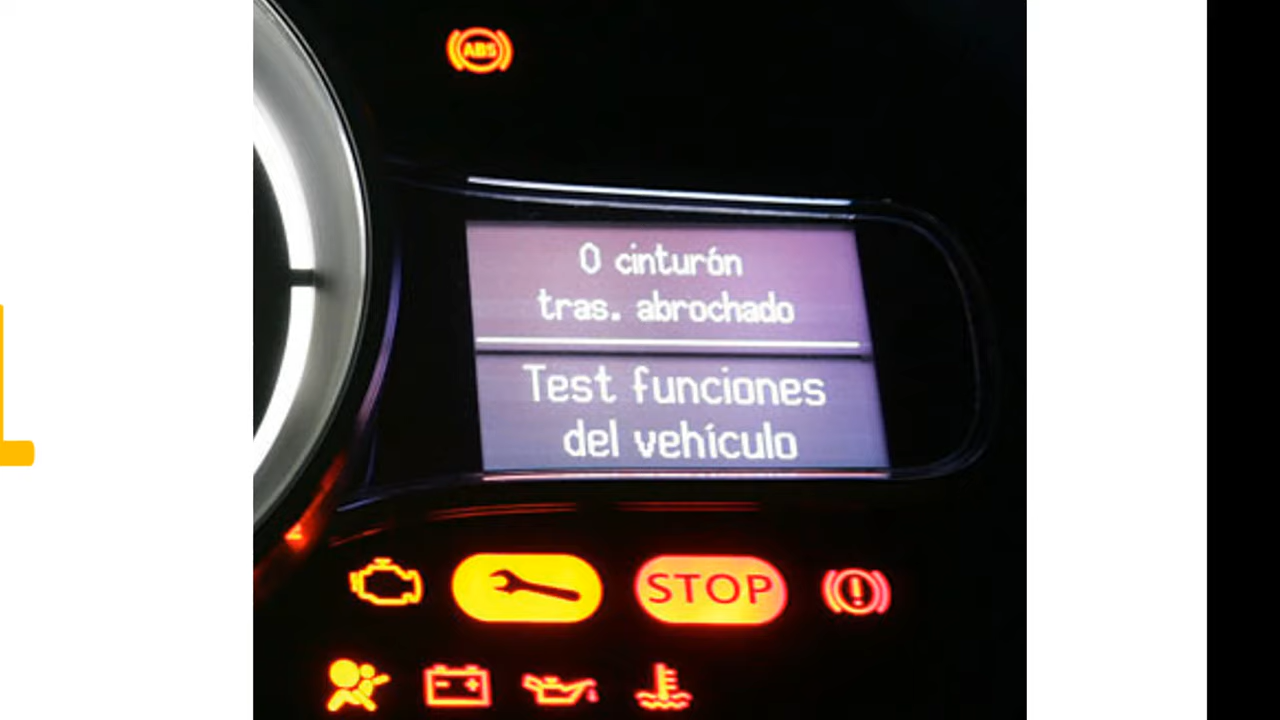 ABS
0 cinturón
tras. abrochado
Test funciones
del vehículo
STOP